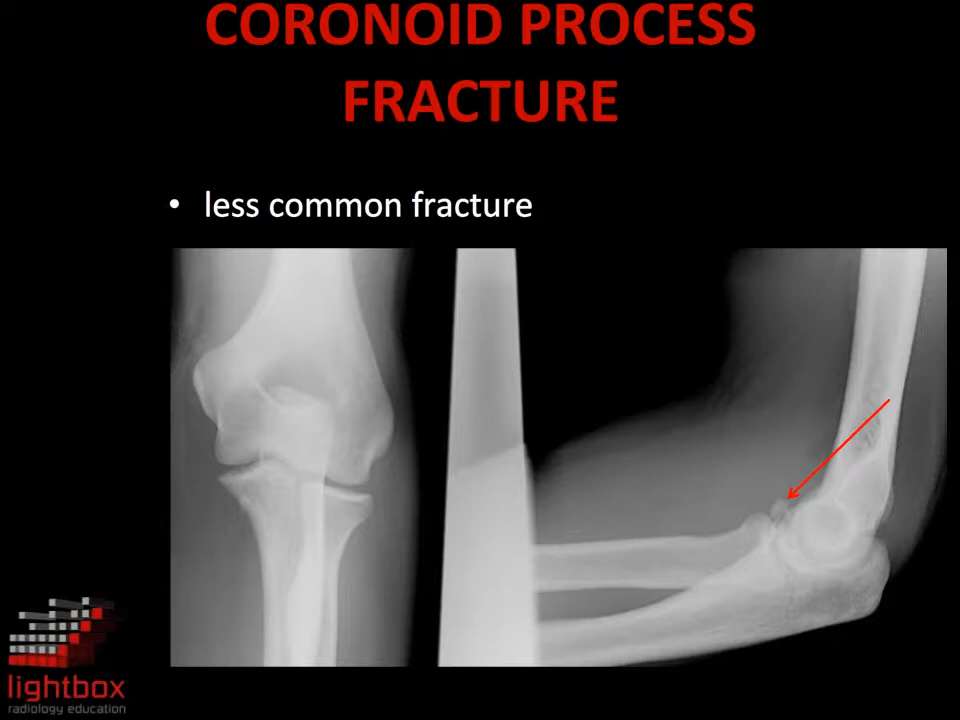 CORONOID PROCESS
FRACTURE
• less common fracture
lightbox
radiology education